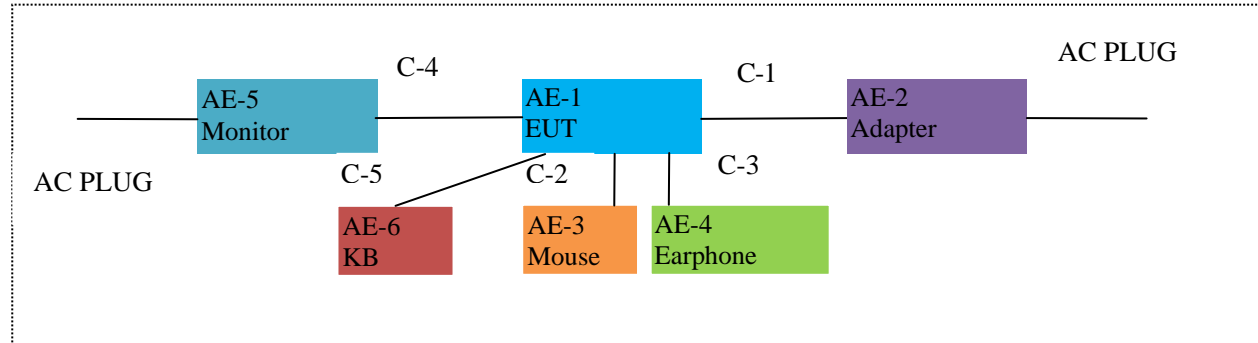 AC PLUG
C-4
C-1
AE-5
Monitor
AE-1
EUT
AE-2
Adapter
C-5
C-2
C-3
AC PLUG
AE-6
KB
AE-3
Mouse
AE-4
Earphone